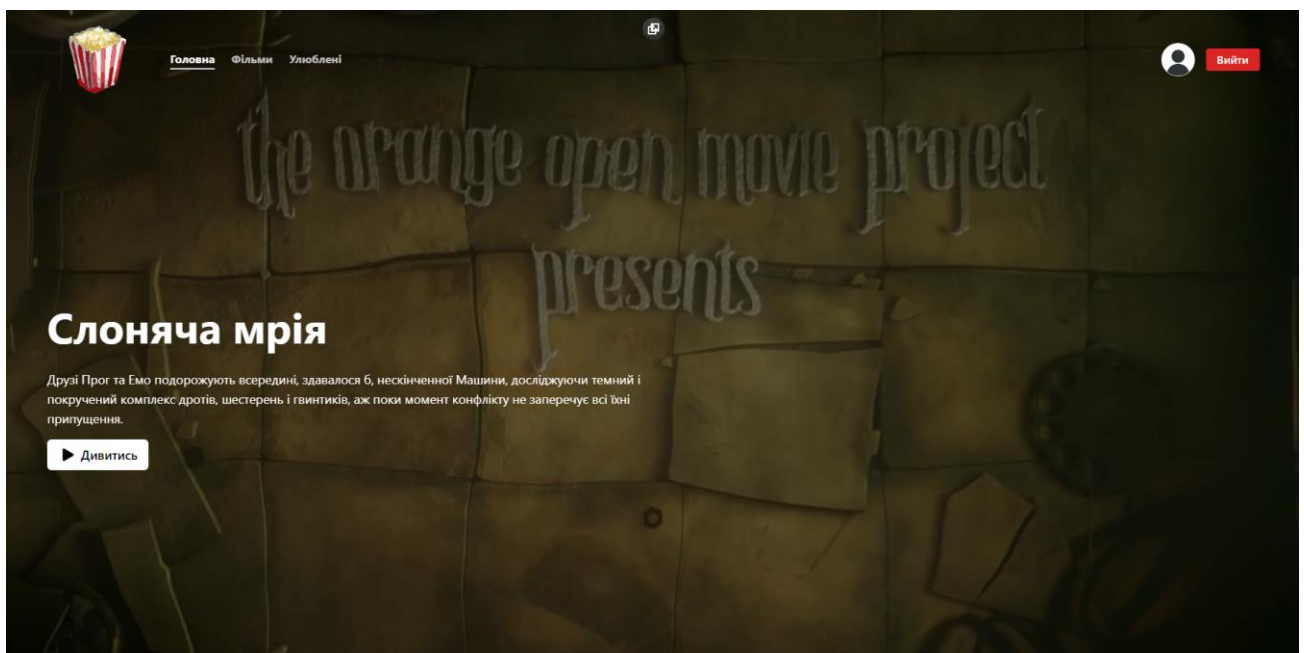 Головна Фільми Улюблені
Вийти
the orange open movie project
presents
Слоняча мрія
Друзі Прог та Емо подорожують всередині, здавалося б, нескінченної Машини, досліджуючи темний і
покручений комплекс дротів, шестерень і гвинтиків, аж поки момент конфлікту не заперечує всі їхні
припущення.
Дивитись